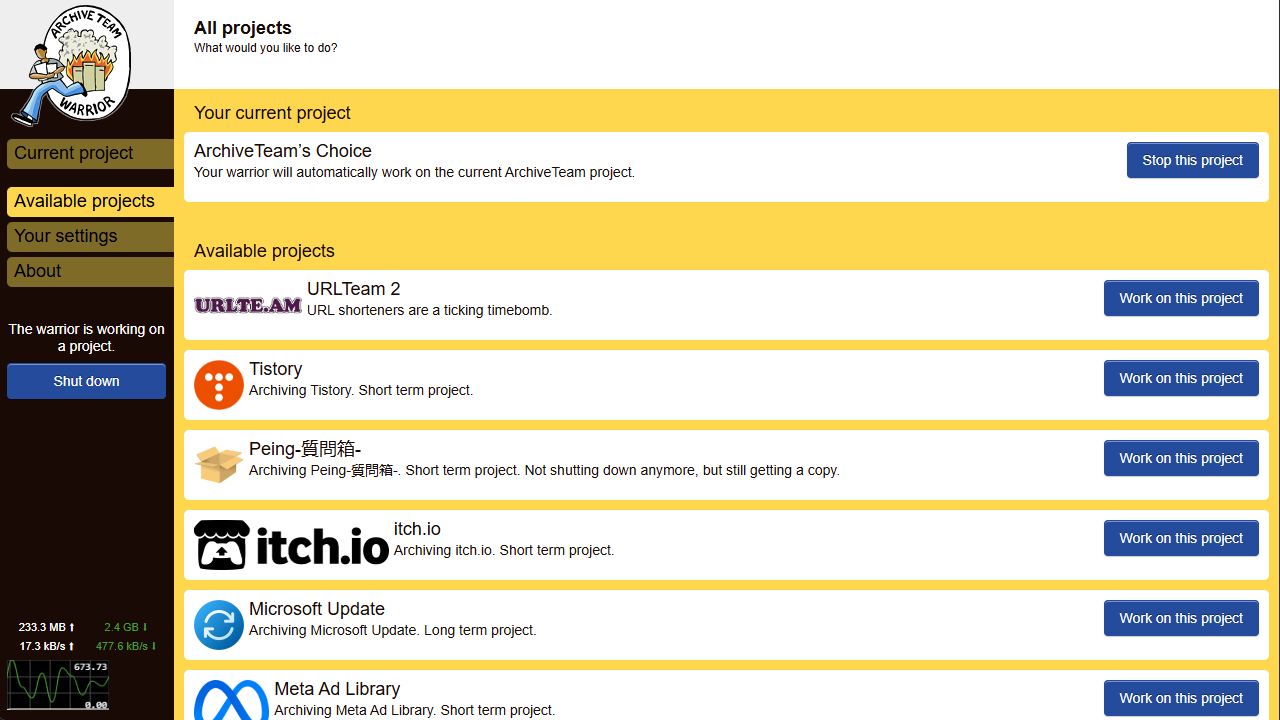 ARCHIVE TEAM
WARRIOR
All projects
What would you like to do?
Current project
Available projects
Your settings
About
The warrior is working on
a project.
Shut down
233.3 MB ⬆ 2.4 GB ⬇
17.3 kB/s ⬆ 477.6 kB/s ⬇
673.73
0.00
Your current project
ArchiveTeam’s Choice
Your warrior will automatically work on the current ArchiveTeam project.
Stop this project
Available projects
URLTE.AM
URLTeam 2
URL shorteners are a ticking timebomb.
Work on this project
Tistory
Archiving Tistory. Short term project.
Work on this project
Peing-質問箱-
Archiving Peing-質問箱-. Short term project. Not shutting down anymore, but still getting a copy.
Work on this project
itch.io
itch.io
Archiving itch.io. Short term project.
Work on this project
Microsoft Update
Archiving Microsoft Update. Long term project.
Work on this project
Meta Ad Library
Archiving Meta Ad Library. Short term project.
Work on this project